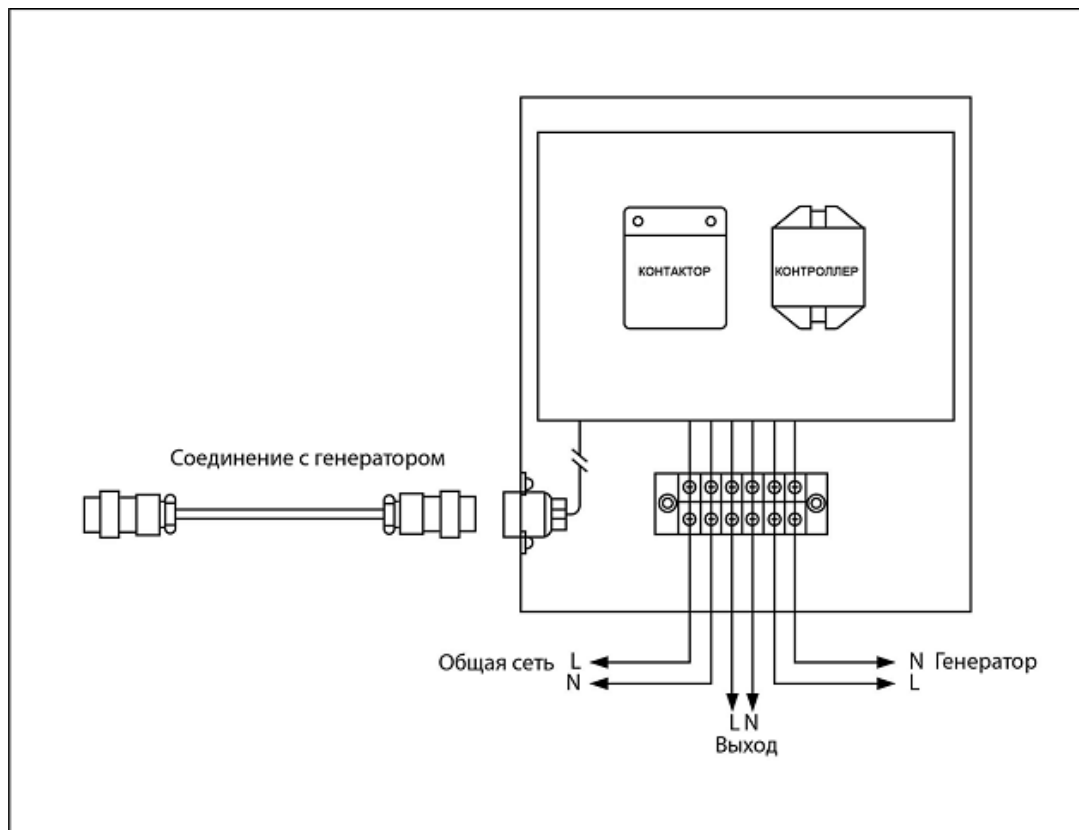 КОНТАКТОР
КОНТРОЛЛЕР
Соединение с генератором
Общая сеть L
N
N Генератор
L
L N
Выход